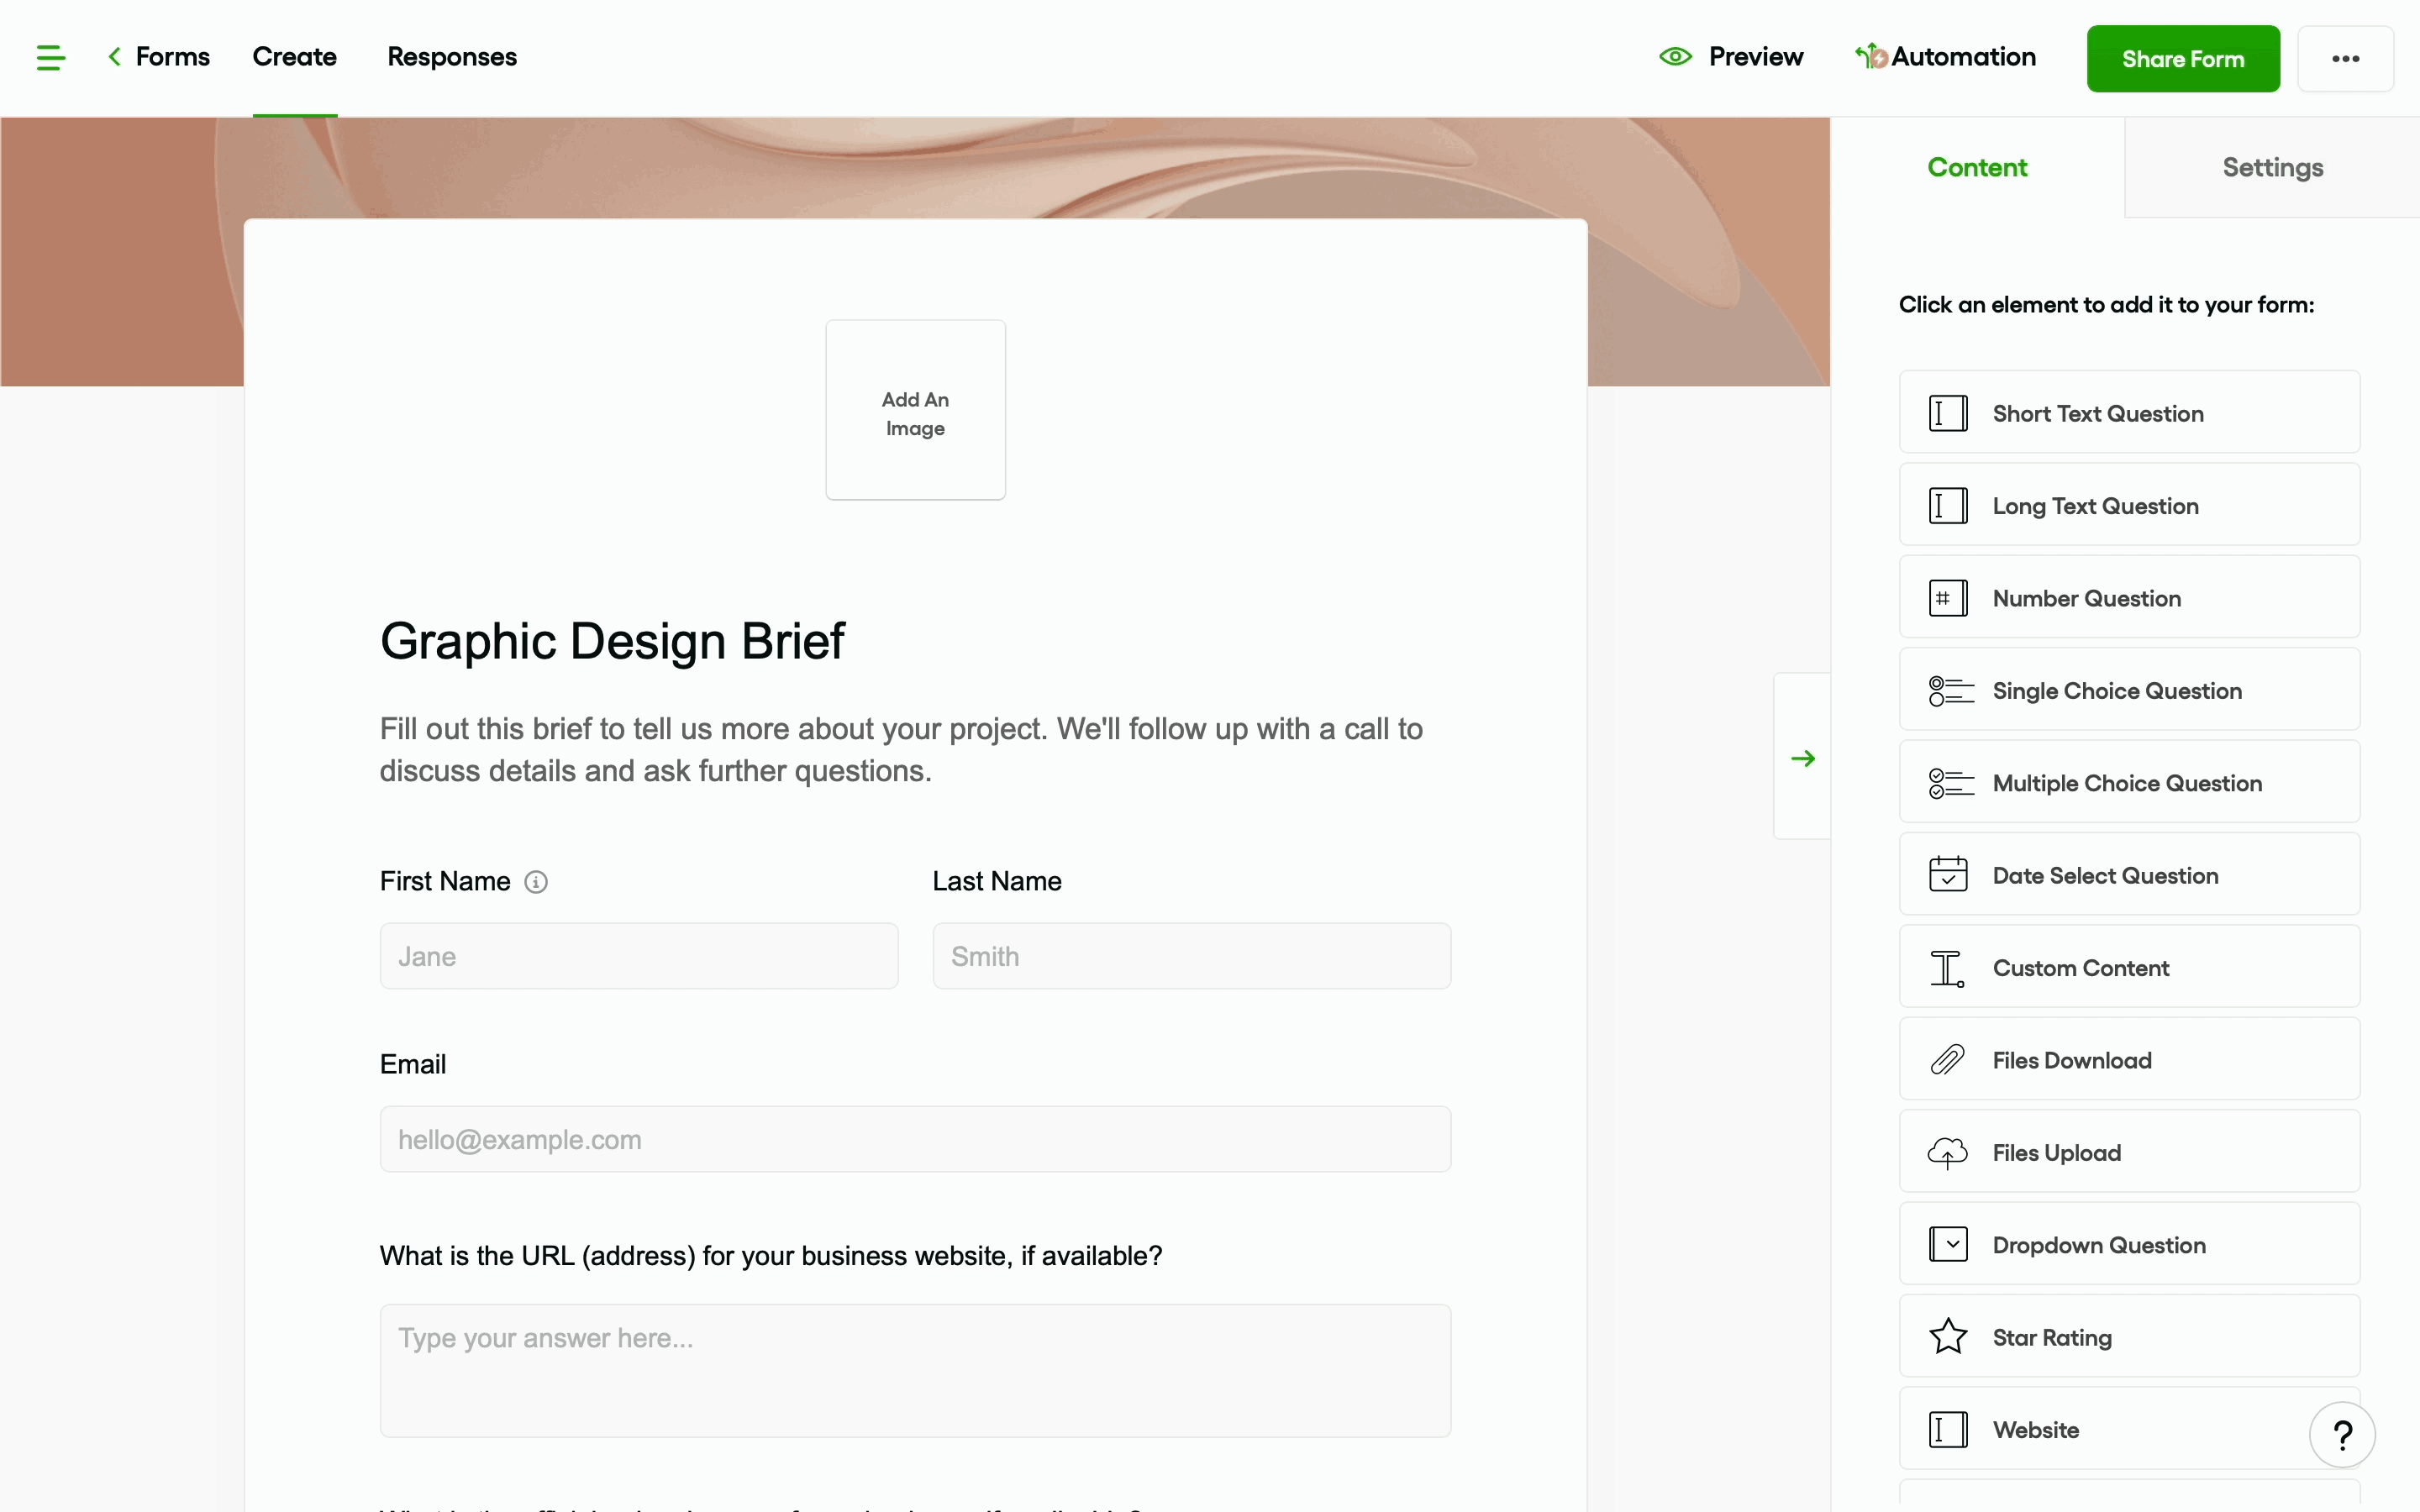 Forms
Create
Responses
Preview
Automation
Share Form
Content
Settings
Click an element to add it to your form:
Short Text Question
Long Text Question
Number Question
Single Choice Question
Multiple Choice Question
Date Select Question
Custom Content
Files Download
Files Upload
Dropdown Question
Star Rating
Website
?
Add An
Image
Graphic Design Brief
Fill out this brief to tell us more about your project. We'll follow up with a call to
discuss details and ask further questions.
First Name
Last Name
Jane
Smith
Email
hello@example.com
What is the URL (address) for your business website, if available?
Type your answer here...